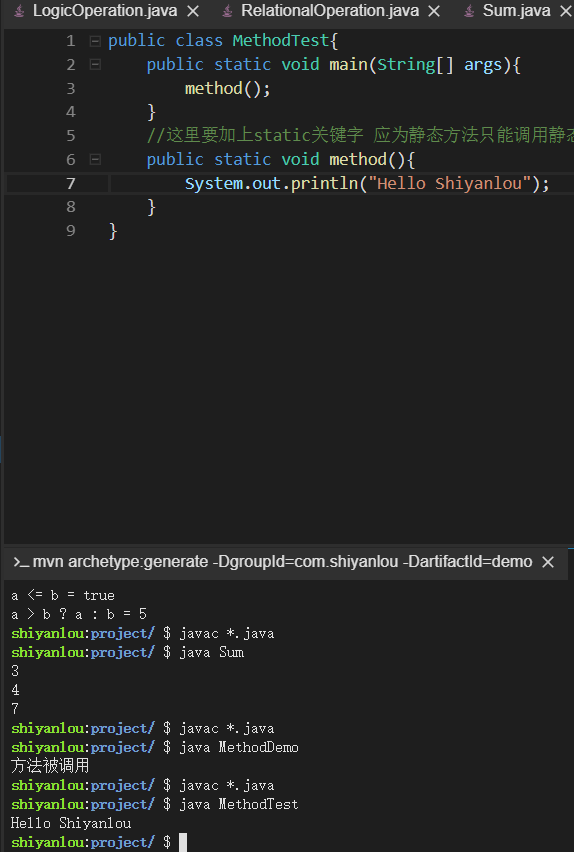 LogicOperation.java × RelationalOperation.java × Sum.java ×
1 public class MethodTest{
2 public static void main(String[] args){
3 method();
4 }
5 //这里要加上static关键字 应为静态方法只能调用静态
6 public static void method(){
7 System.out.println("Hello Shiyanlou");
8 }
9 }
>_ mvn archetype:generate -DgroupId=com.shiyanlou -DartifactId=demo ×
a <= b = true
a > b ? a : b = 5
shiyanlou:project/ $ javac *.java
shiyanlou:project/ $ java Sum
3
4
7
shiyanlou:project/ $ javac *.java
shiyanlou:project/ $ java MethodDemo
方法被调用
shiyanlou:project/ $ javac *.java
shiyanlou:project/ $ java MethodTest
Hello Shiyanlou
shiyanlou:project/ $